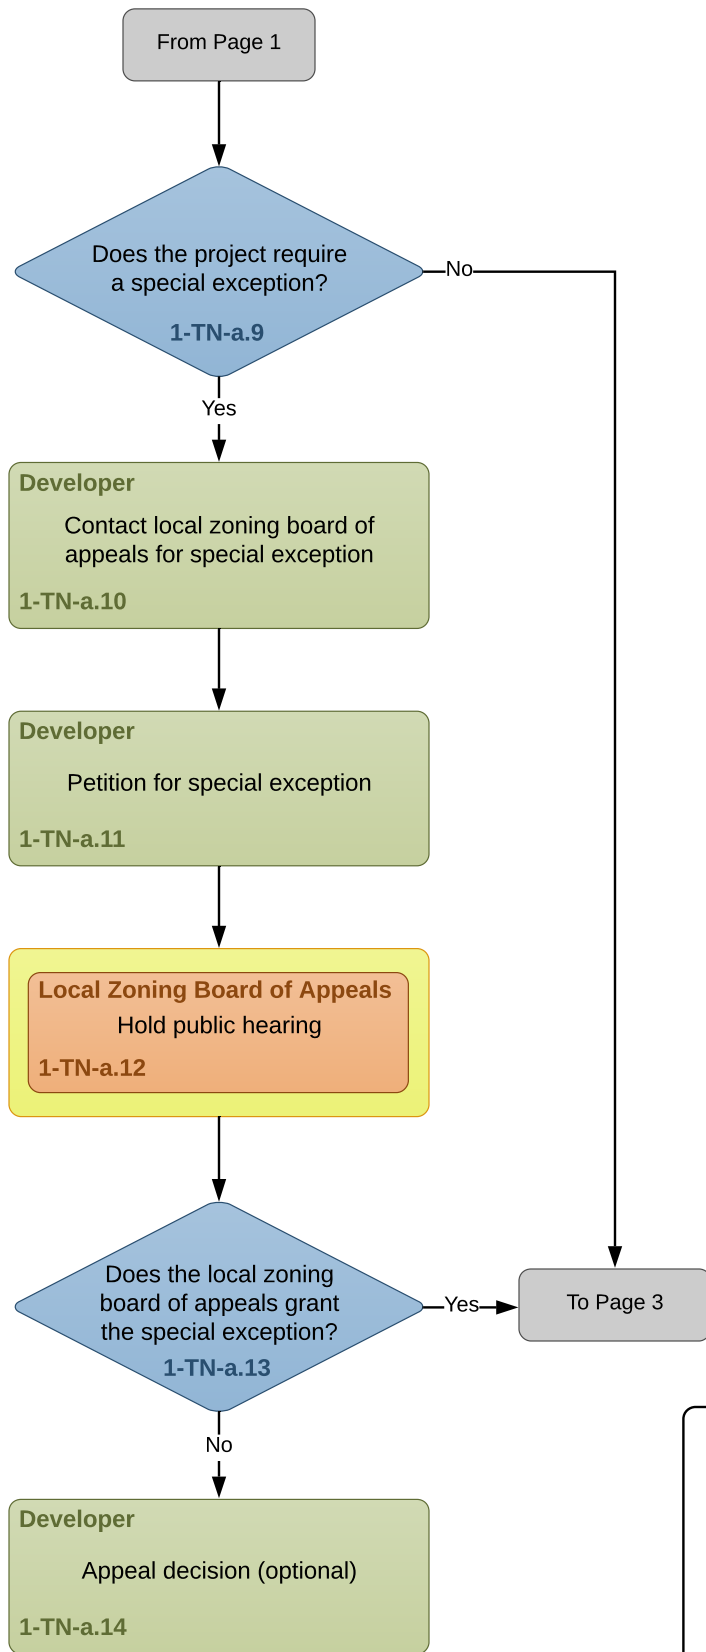 From Page 1
Does the project require
a special exception?
1-TN-a.9
No
Yes
Developer
Contact local zoning board of
appeals for special exception
1-TN-a.10
Developer
Petition for special exception
1-TN-a.11
Local Zoning Board of Appeals
Hold public hearing
1-TN-a.12
Does the local zoning
board of appeals grant
the special exception?
1-TN-a.13
Yes
To Page 3
No
Developer
Appeal decision (optional)
1-TN-a.14